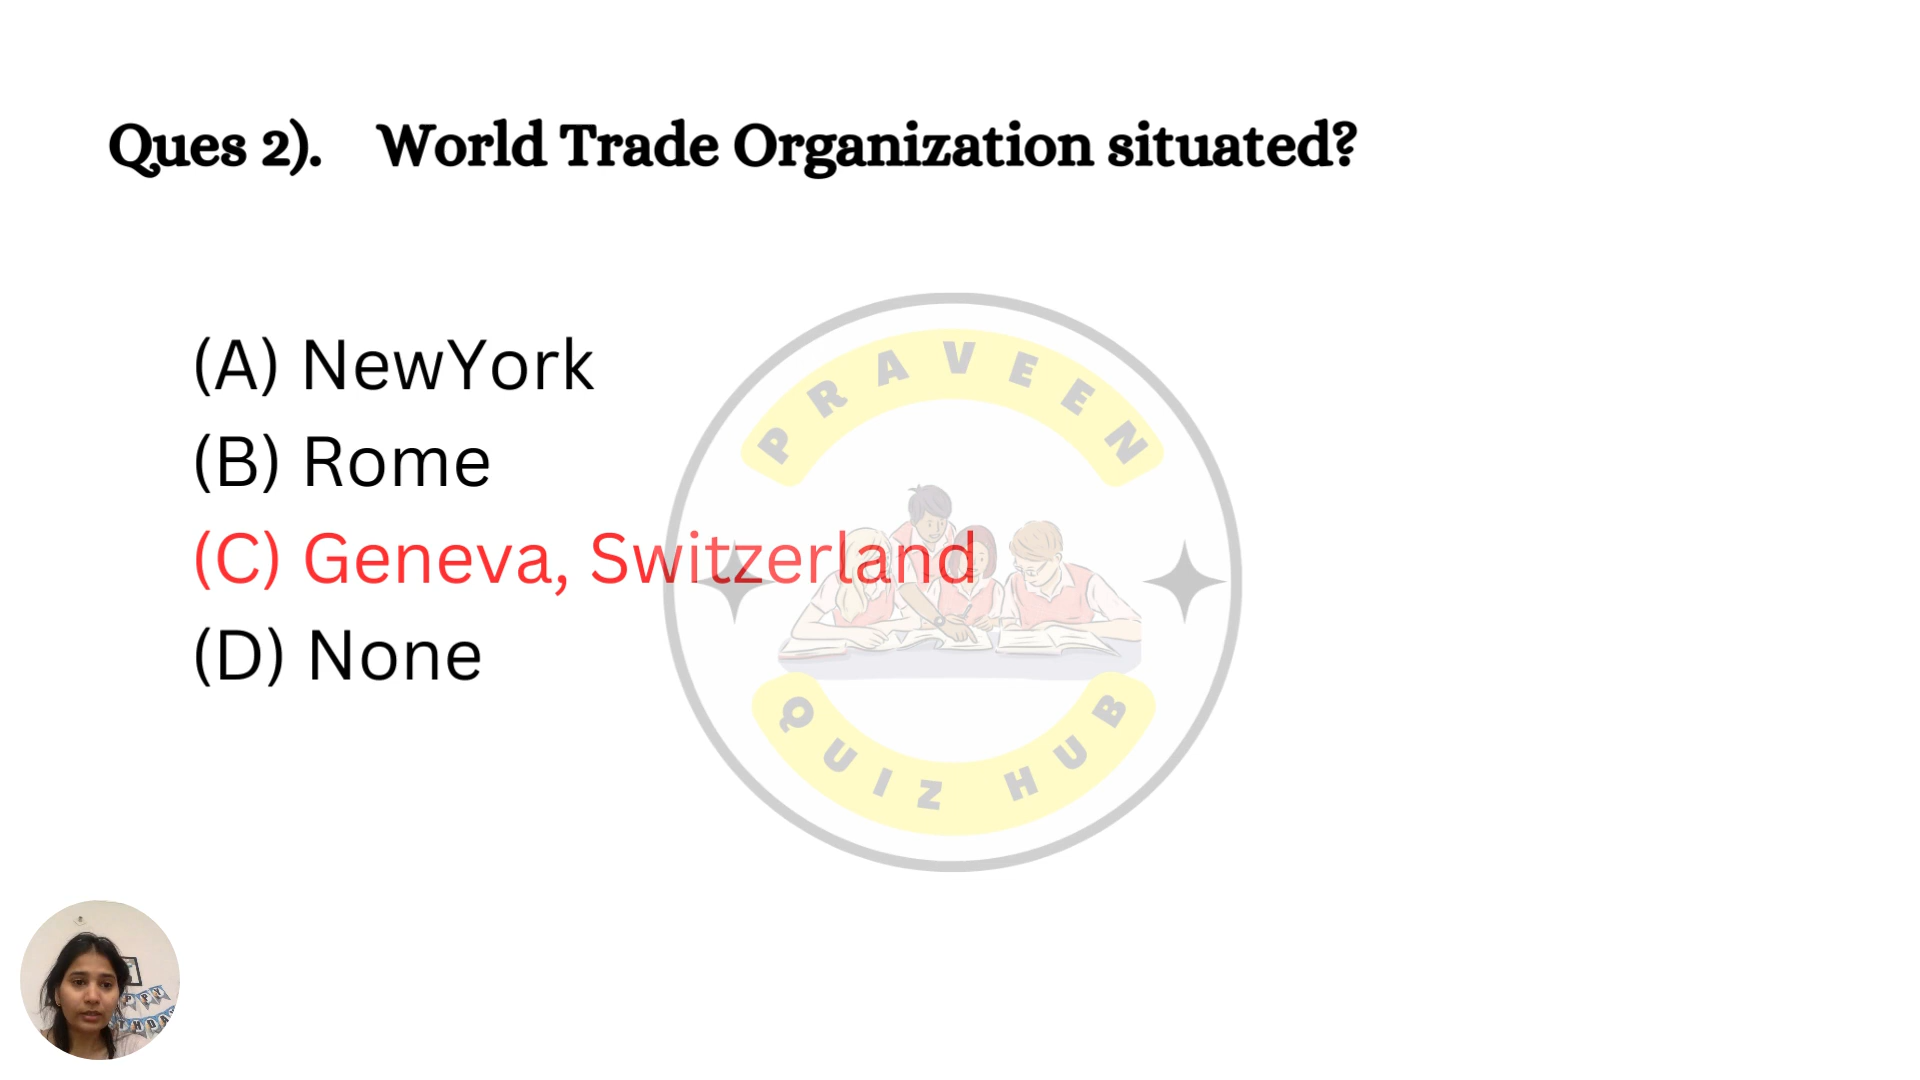 Ques 2). World Trade Organization situated?
(A) NewYork
(B) Rome
(C) Geneva, Switzerland
(D) None
PRAVEEN
QUIZ HUB